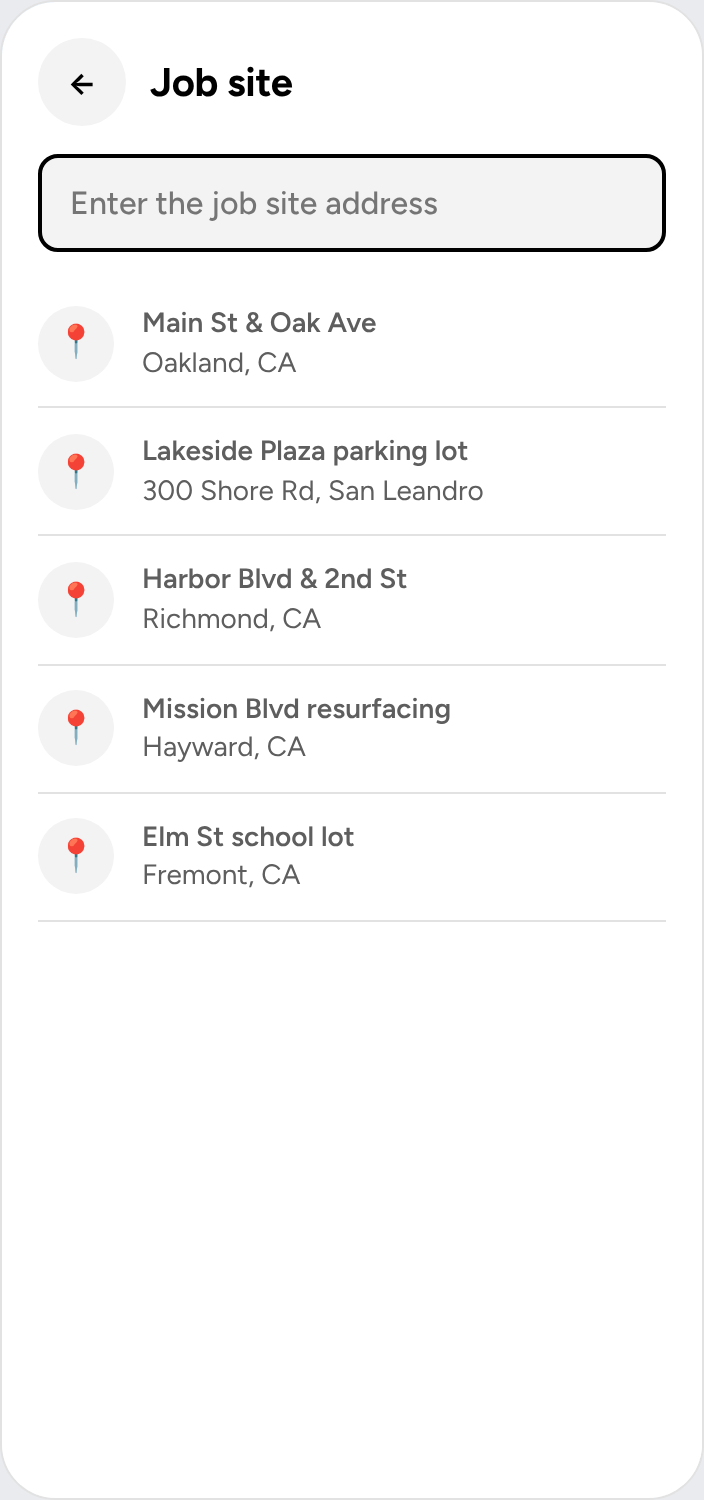 Job site
Enter the job site address
Main St & Oak Ave
Oakland, CA
Lakeside Plaza parking lot
300 Shore Rd, San Leandro
Harbor Blvd & 2nd St
Richmond, CA
Mission Blvd resurfacing
Hayward, CA
Elm St school lot
Fremont, CA